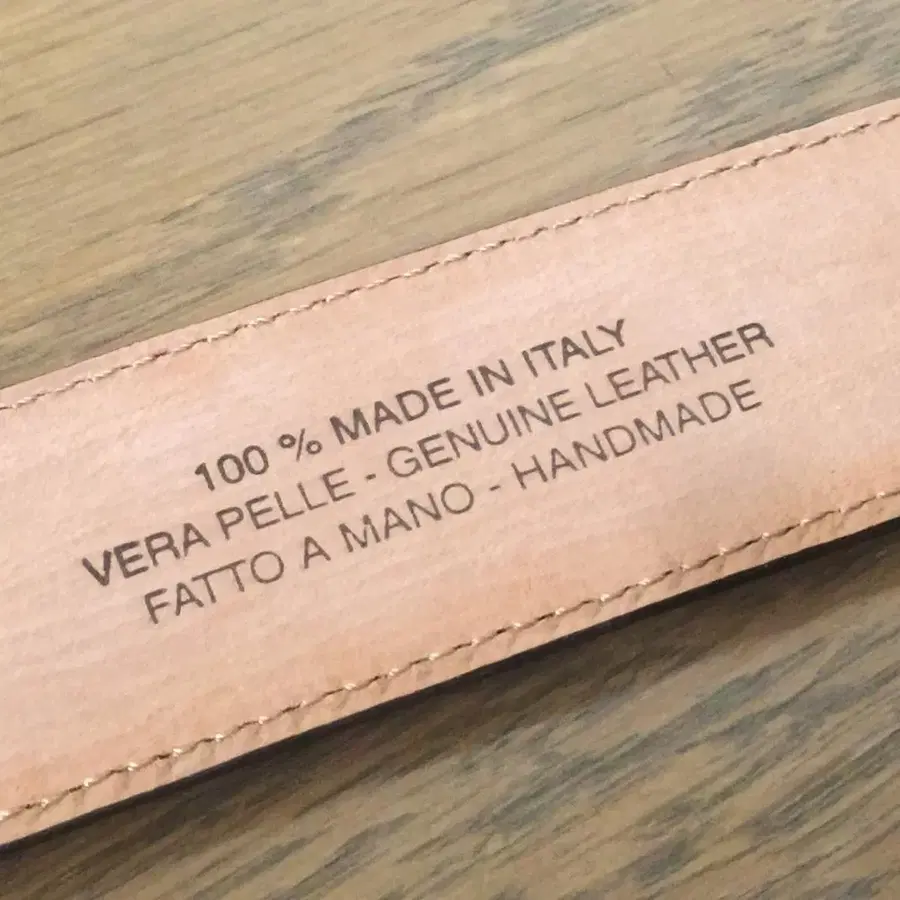 100 % MADE IN ITALY
VERA PELLE - GENUINE LEATHER
FATTO A MANO - HANDMADE